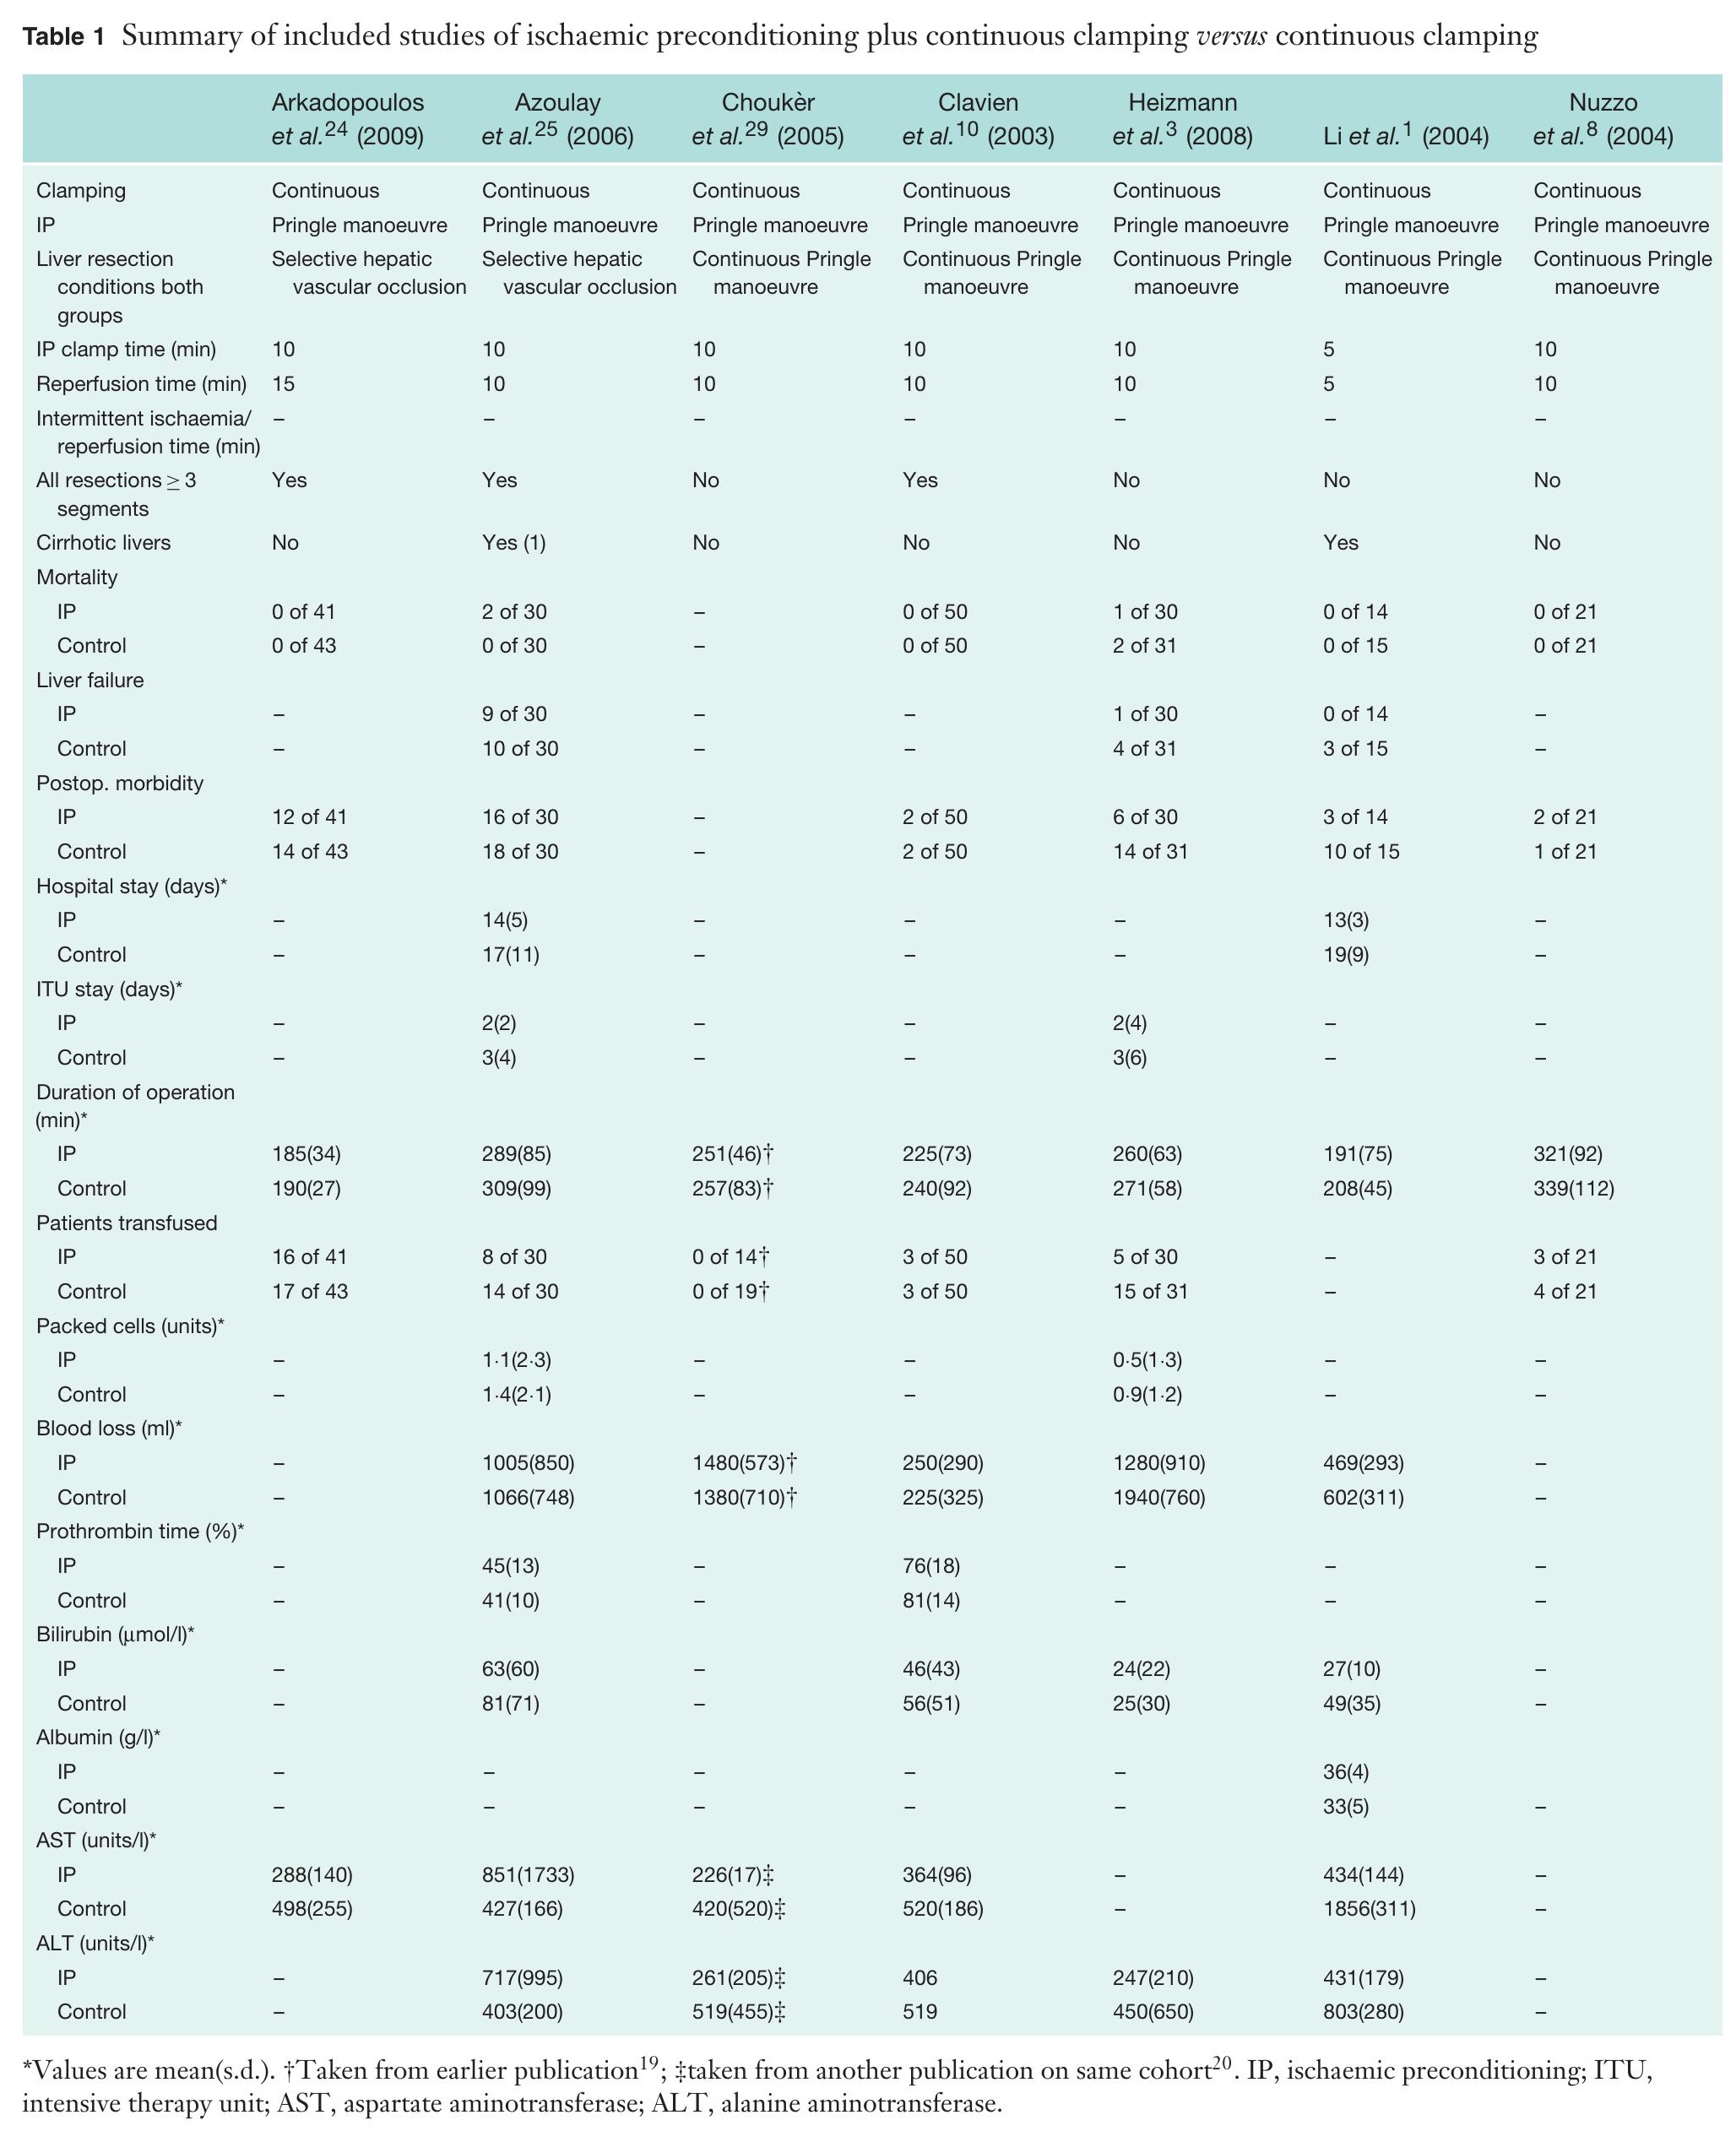 Table 1 Summary of included studies of ischaemic preconditioning plus continuous clamping versus continuous clamping
Arkadopoulos et al.24 (2009) Azoulay et al.25 (2006) Choukèr et al.29 (2005) Clavien et al.10 (2003) Heizmann et al.3 (2008) Li et al.1 (2004) Nuzzo et al.8 (2004)
Clamping Continuous Continuous Continuous Continuous Continuous Continuous Continuous
IP Pringle manoeuvre Pringle manoeuvre Pringle manoeuvre Pringle manoeuvre Pringle manoeuvre Pringle manoeuvre Pringle manoeuvre
Liver resection Selective hepatic Selective hepatic Continuous Pringle Continuous Pringle Continuous Pringle Continuous Pringle Continuous Pringle
conditions both vascular occlusion vascular occlusion manoeuvre manoeuvre manoeuvre manoeuvre manoeuvre
groups
IP clamp time (min) 10 10 10 10 10 5 10
Reperfusion time (min) 15 10 10 10 10 5 10
Intermittent ischaemia/ – – – – – – –
reperfusion time (min)
All resections ≥ 3 Yes Yes No Yes No No No
segments
Cirrhotic livers No Yes (1) No No No Yes No
Mortality
IP 0 of 41 2 of 30 – 0 of 50 1 of 30 0 of 14 0 of 21
Control 0 of 43 0 of 30 – 0 of 50 2 of 31 0 of 15 0 of 21
Liver failure
IP – 9 of 30 – – 1 of 30 0 of 14 –
Control – 10 of 30 – – 4 of 31 3 of 15 –
Postop. morbidity
IP 12 of 41 16 of 30 – 2 of 50 6 of 30 3 of 14 2 of 21
Control 14 of 43 18 of 30 – 2 of 50 14 of 31 10 of 15 1 of 21
Hospital stay (days)*
IP – 14(5) – – – 13(3) –
Control – 17(11) – – – 19(9) –
ITU stay (days)*
IP – 2(2) – – 2(4) – –
Control – 3(4) – – 3(6) – –
Duration of operation
(min)*
IP 185(34) 289(85) 251(46)† 225(73) 260(63) 191(75) 321(92)
Control 190(27) 309(99) 257(83)† 240(92) 271(58) 208(45) 339(112)
Patients transfused
IP 16 of 41 8 of 30 0 of 14† 3 of 50 5 of 30 – 3 of 21
Control 17 of 43 14 of 30 0 of 19† 3 of 50 15 of 31 – 4 of 21
Packed cells (units)*
IP – 1·1(2·3) – – 0·5(1·3) – –
Control – 1·4(2·1) – – 0·9(1·2) – –
Blood loss (ml)*
IP – 1005(850) 1480(573)† 250(290) 1280(910) 469(293) –
Control – 1066(748) 1380(710)† 225(325) 1940(760) 602(311) –
Prothrombin time (%)*
IP – 45(13) – 76(18) – – –
Control – 41(10) – 81(14) – – –
Bilirubin (μmol/l)*
IP – 63(60) – 46(43) 24(22) 27(10) –
Control – 81(71) – 56(51) 25(30) 49(35) –
Albumin (g/l)*
IP – – – – – 36(4)
Control – – – – – 33(5) –
AST (units/l)*
IP 288(140) 851(1733) 226(17)‡ 364(96) – 434(144) –
Control 498(255) 427(166) 420(520)‡ 520(186) – 1856(311) –
ALT (units/l)*
IP – 717(995) 261(205)‡ 406 247(210) 431(179) –
Control – 403(200) 519(455)‡ 519 450(650) 803(280) –
*Values are mean(s.d.). †Taken from earlier publication19; ‡taken from another publication on same cohort20. IP, ischaemic preconditioning; ITU,
intensive therapy unit; AST, aspartate aminotransferase; ALT, alanine aminotransferase.